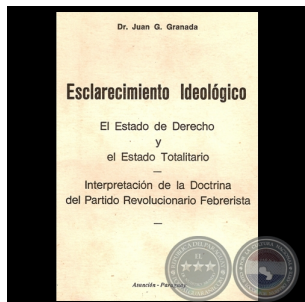 Dr. Juan G. Granada
Esclarecimiento Ideológico
El Estado de Derecho
y
el Estado Totalitario
—
Interpretación de la Doctrina
del Partido Revolucionario Febrerista
—
Asunción - Paraguay